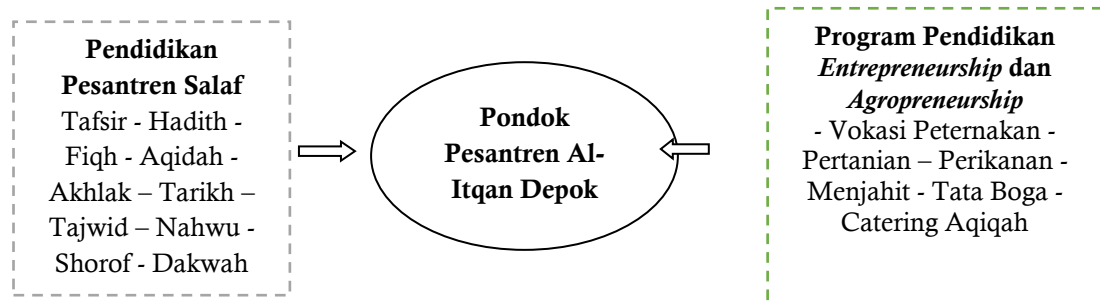 Pendidikan
Pesantren Salaf
Tafsir - Hadith -
Fiqh - Aqidah -
Akhlak – Tarikh –
Tajwid – Nahwu -
Shorof - Dakwah
Pondok
Pesantren Al-
Itqan Depok
Program Pendidikan
Entrepreneurship dan
Agropreneurship
- Vokasi Peternakan -
Pertanian – Perikanan -
Menjahit - Tata Boga -
Catering Aqiqah